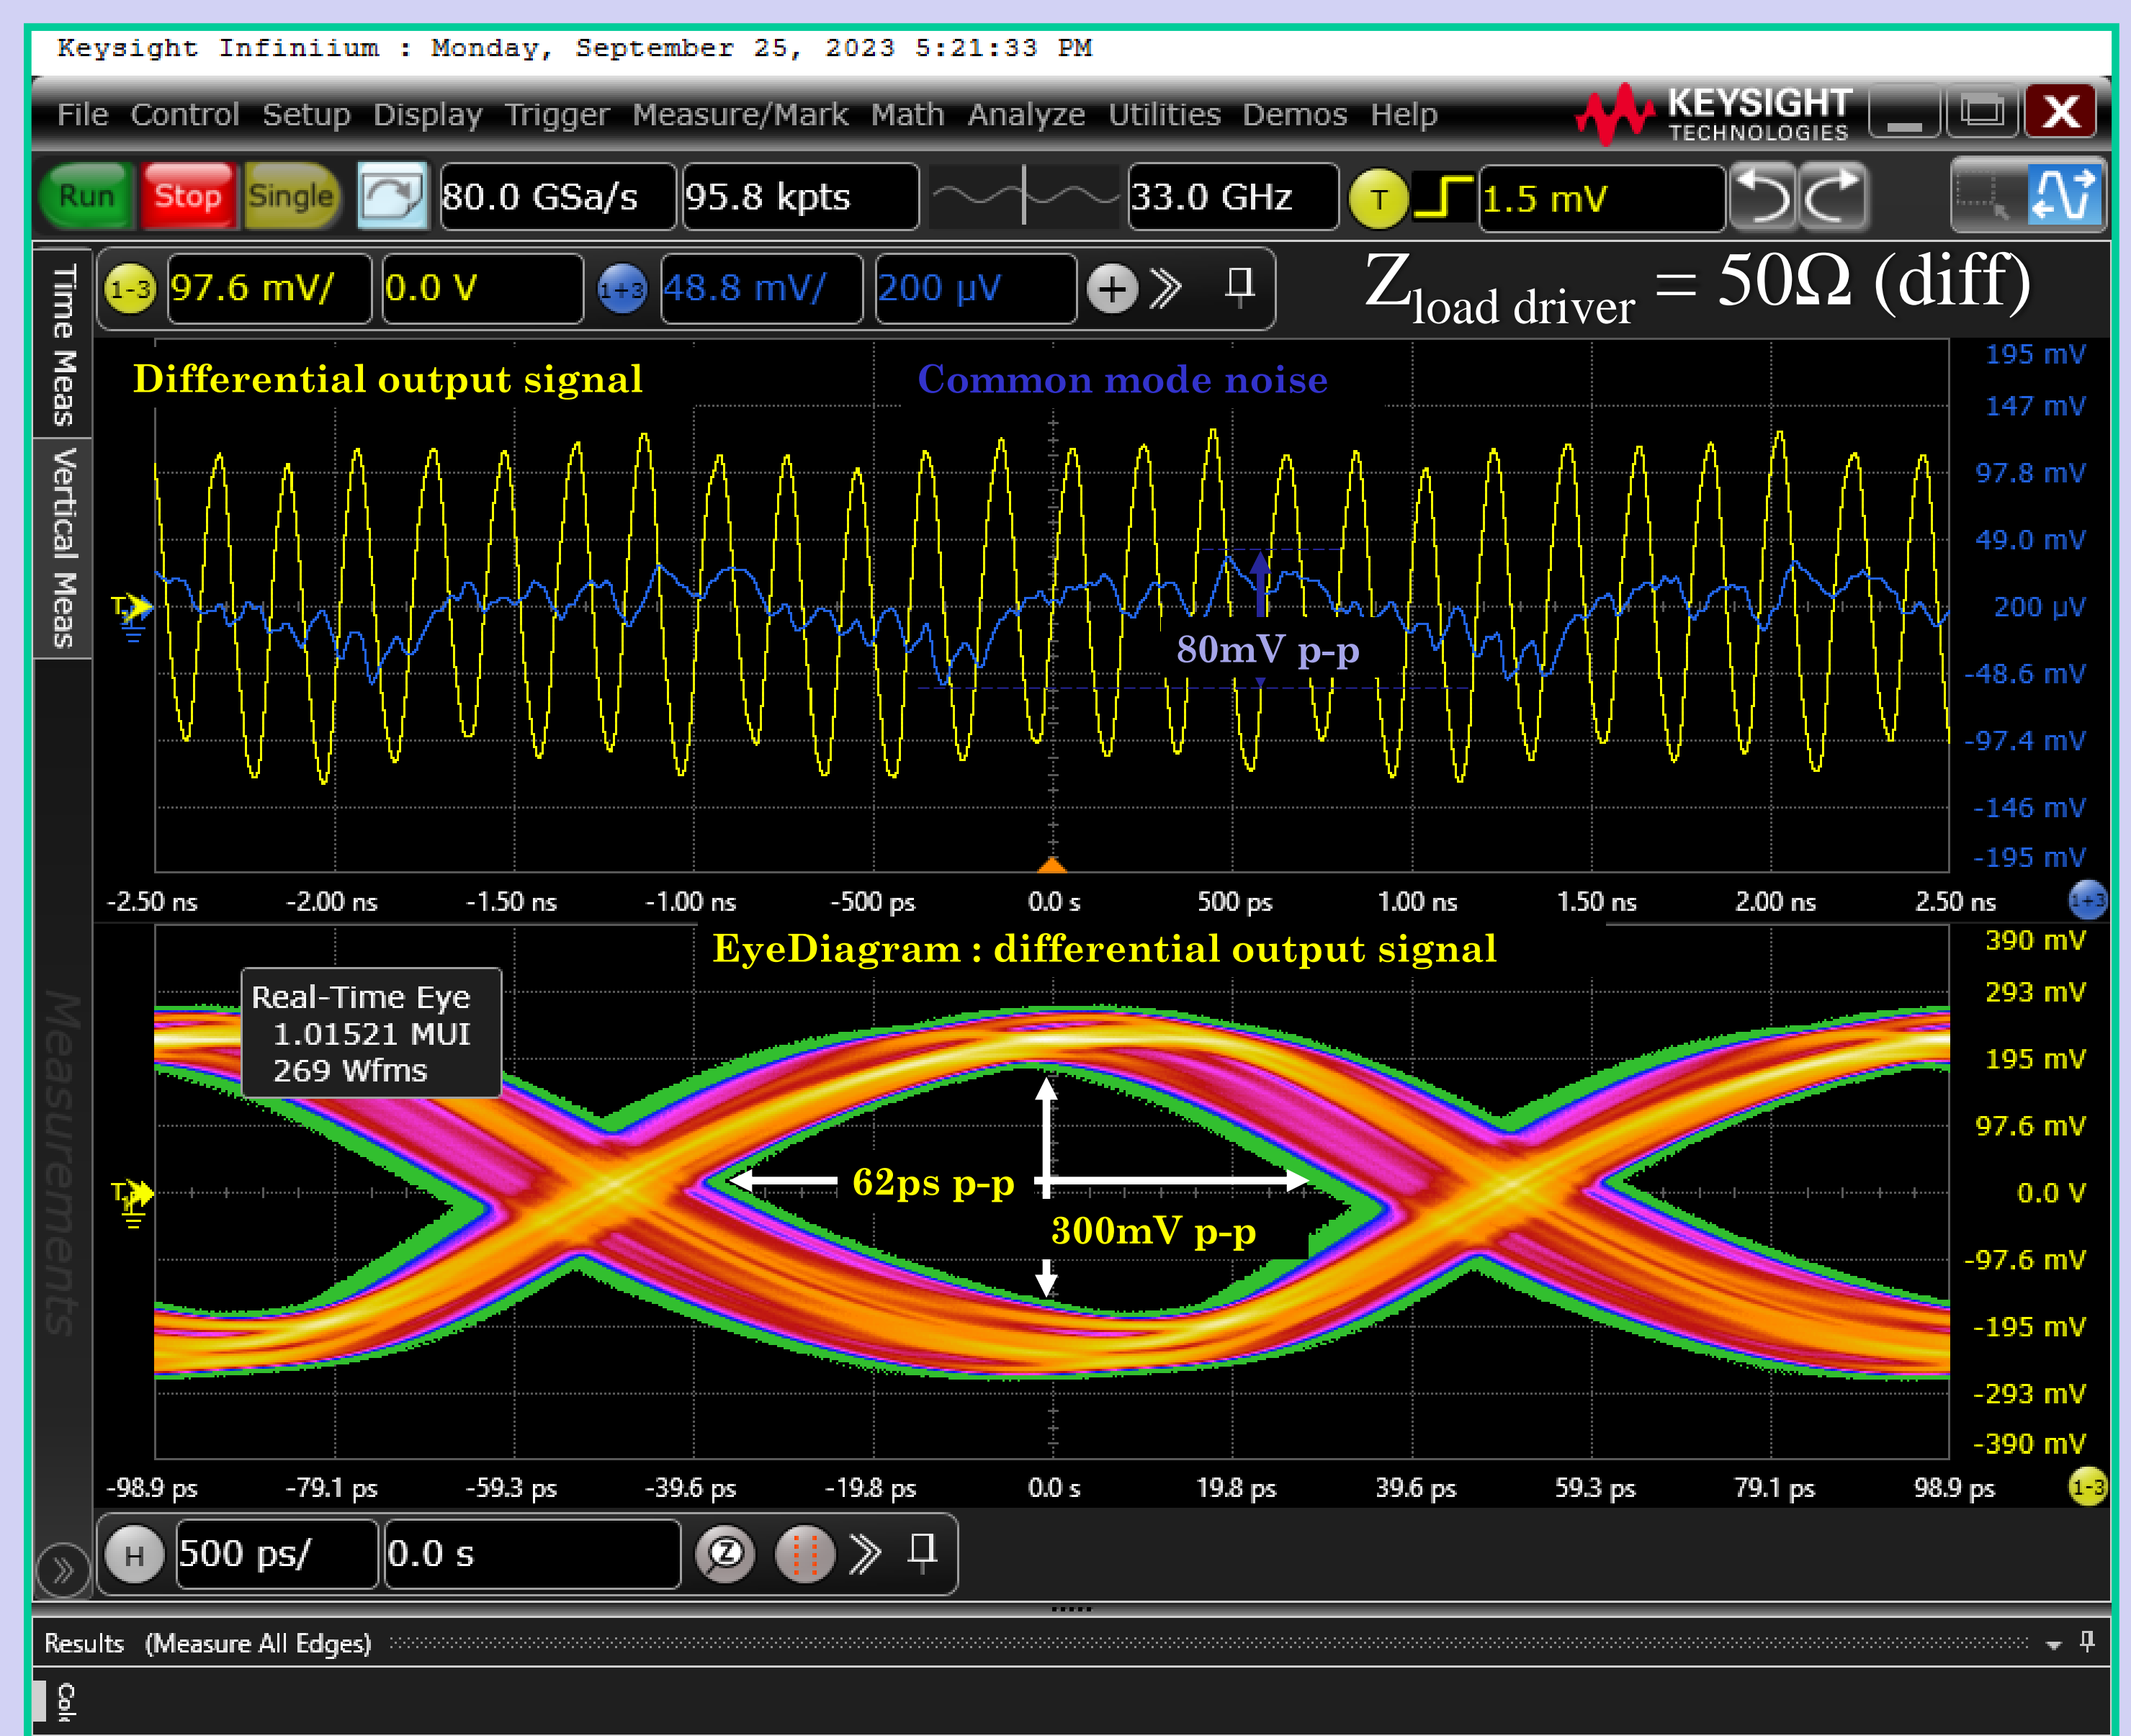 Keysight Infiniium : Monday, September 25, 2023 5:21:33 PM
File Control Setup Display Trigger Measure/Mark Math Analyze Utilities Demos Help
KEYSIGHT
TECHNOLOGIES
X
Run Stop Single 80.0 GSa/s 95.8 kpts 33.0 GHz T 1.5 mV
1-3 97.6 mV/ 0.0 V 1+3 48.8 mV/ 200 µV +
Zload driver = 50Ω (diff)
Time Meas
Vertical Meas
Measurements
Differential output signal
Common mode noise
80mV p-p
T
195 mV
147 mV
97.8 mV
49.0 mV
200 µV
-48.6 mV
-97.4 mV
-146 mV
-195 mV
-2.50 ns -2.00 ns -1.50 ns -1.00 ns -500 ps 0.0 s 500 ps 1.00 ns 1.50 ns 2.00 ns 2.50 ns 1+3
EyeDiagram : differential output signal
Real-Time Eye
1.01521 MUI
269 Wfms
62ps p-p
300mV p-p
T
390 mV
293 mV
195 mV
97.6 mV
0.0 V
-97.6 mV
-195 mV
-293 mV
-390 mV
-98.9 ps -79.1 ps -59.3 ps -39.6 ps -19.8 ps 0.0 s 19.8 ps 39.6 ps 59.3 ps 79.1 ps 98.9 ps 1-3
H 500 ps/ 0.0 s Z
Results (Measure All Edges)